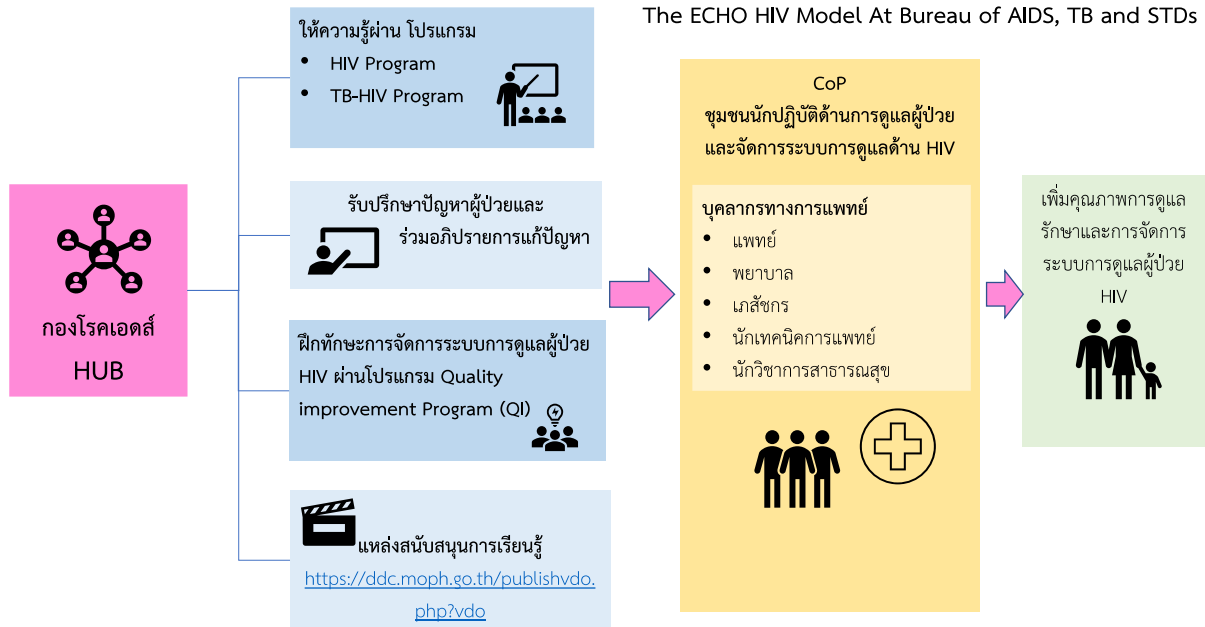 The ECHO HIV Model At Bureau of AIDS, TB and STDs
กองโรคเอดส์
HUB
ให้ความรู้ผ่าน โปรแกรม
• HIV Program
• TB-HIV Program
รับปรึกษาปัญหาผู้ป่วยและ
ร่วมอภิปรายการแก้ปัญหา
ฝึกทักษะการจัดการระบบการดูแลผู้ป่วย
HIV ผ่านโปรแกรม Quality
improvement Program (QI)
แหล่งสนับสนุนการเรียนรู้
https://ddc.moph.go.th/publishvdo.
php?vdo
CoP
ชุมชนนักปฏิบัติด้านการดูแลผู้ป่วย
และจัดการระบบการดูแลด้าน HIV
บุคลากรทางการแพทย์
• แพทย์
• พยาบาล
• เภสัชกร
• นักเทคนิคการแพทย์
• นักวิชาการสาธารณสุข
เพิ่มคุณภาพการดูแล
รักษาและการจัดการ
ระบบการดูแลผู้ป่วย
HIV